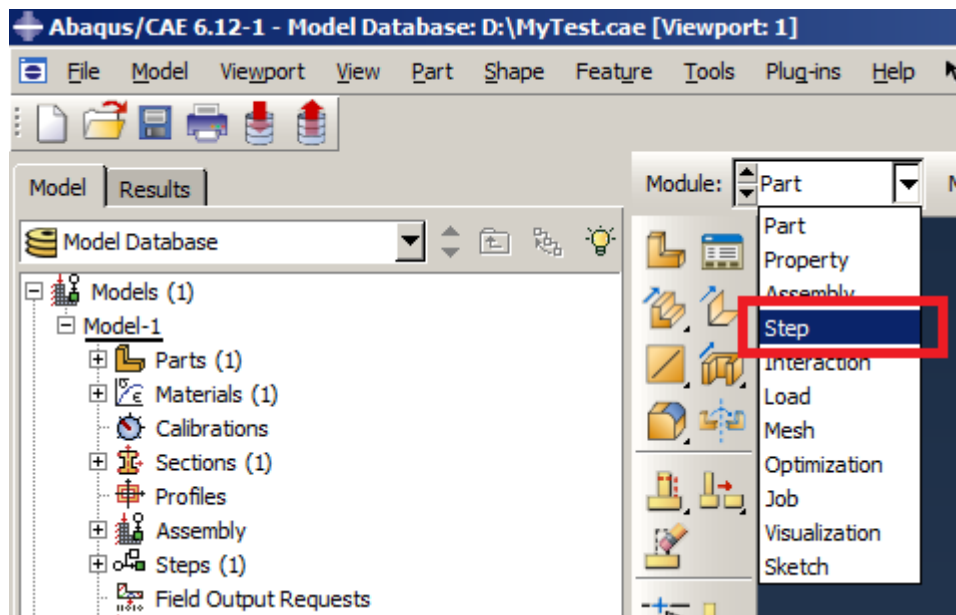 Abaqus/CAE 6.12-1 - Model Database: D:\MyTest.cae [Viewport: 1]
File Model Viewport View Part Shape Feature Tools Plug-ins Help
Model Results
Module: Part
Model Database
Part
Property
Assembly
Step
Interaction
Load
Mesh
Optimization
Job
Visualization
Sketch
Models (1)
Model-1
Parts (1)
Materials (1)
Calibrations
Sections (1)
Profiles
Assembly
Steps (1)
Field Output Requests